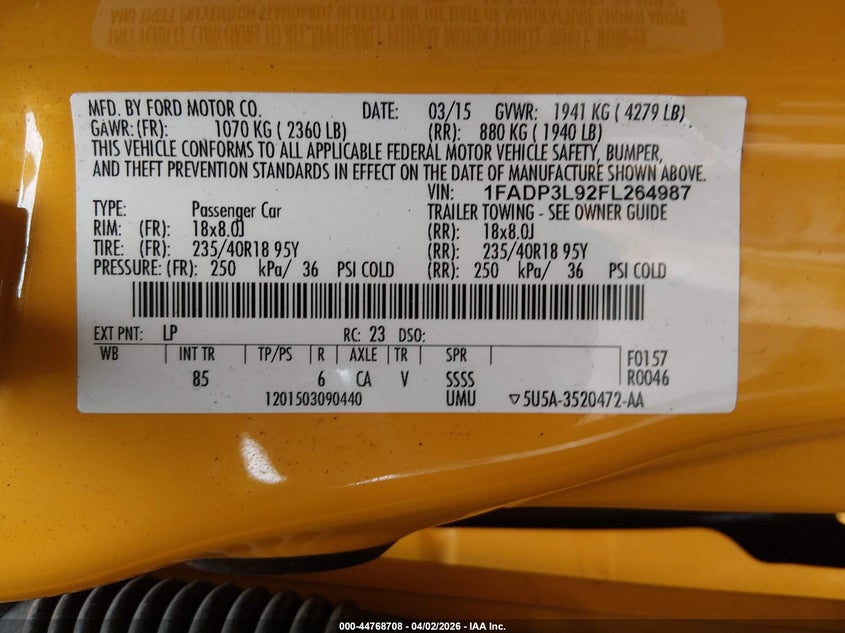 MFD. BY FORD MOTOR CO. DATE: 03/15 GVWR: 1941 KG ( 4279 LB)
GAWR: (FR): 1070 KG ( 2360 LB) (RR): 880 KG ( 1940 LB)
THIS VEHICLE CONFORMS TO ALL APPLICABLE FEDERAL MOTOR VEHICLE SAFETY, BUMPER,
AND THEFT PREVENTION STANDARDS IN EFFECT ON THE DATE OF MANUFACTURE SHOWN ABOVE.
VIN: 1FADP3L92FL264987
TYPE: Passenger Car TRAILER TOWING - SEE OWNER GUIDE
RIM: (FR): 18x8.0J (RR): 18x8.0J
TIRE: (FR): 235/40R18 95Y (RR): 235/40R18 95Y
PRESSURE: (FR): 250 kPa/ 36 PSI COLD (RR): 250 kPa/ 36 PSI COLD
EXT PNT: LP RC: 23 DSO:
WB INT TR TP/PS R AXLE TR SPR F0157
85 6 CA V SSSS R0046
1201503090440 UMU ▽5U5A-3520472-AA
000-44768708 - 04/02/2026 - IAA Inc.